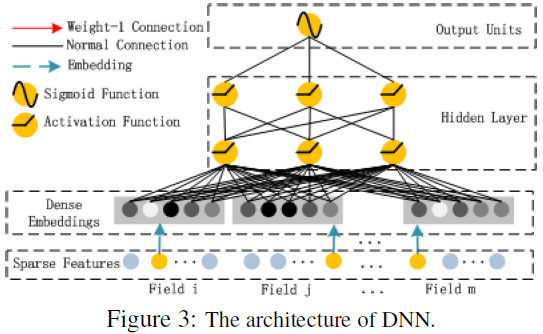 Weight-1 Connection
Normal Connection
Embedding
Sigmoid Function
Activation Function
Output Units
Hidden Layer
Dense
Embeddings
...
Sparse Features
... ... ... ...
Field i Field j ... Field m
Figure 3: The architecture of DNN.